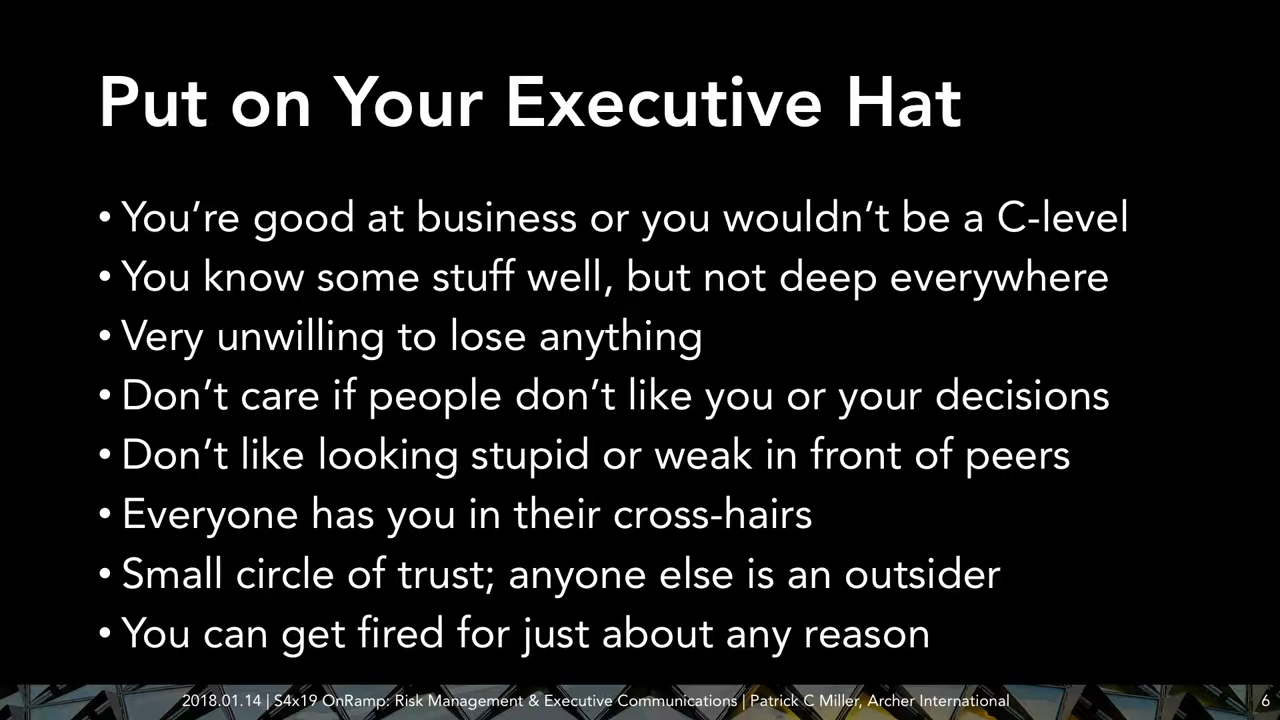 Put on Your Executive Hat
• You’re good at business or you wouldn’t be a C-level
• You know some stuff well, but not deep everywhere
• Very unwilling to lose anything
• Don’t care if people don’t like you or your decisions
• Don’t like looking stupid or weak in front of peers
• Everyone has you in their cross-hairs
• Small circle of trust; anyone else is an outsider
• You can get fired for just about any reason
2018.01.14 | S4x19 OnRamp: Risk Management & Executive Communications | Patrick C Miller, Archer International 6